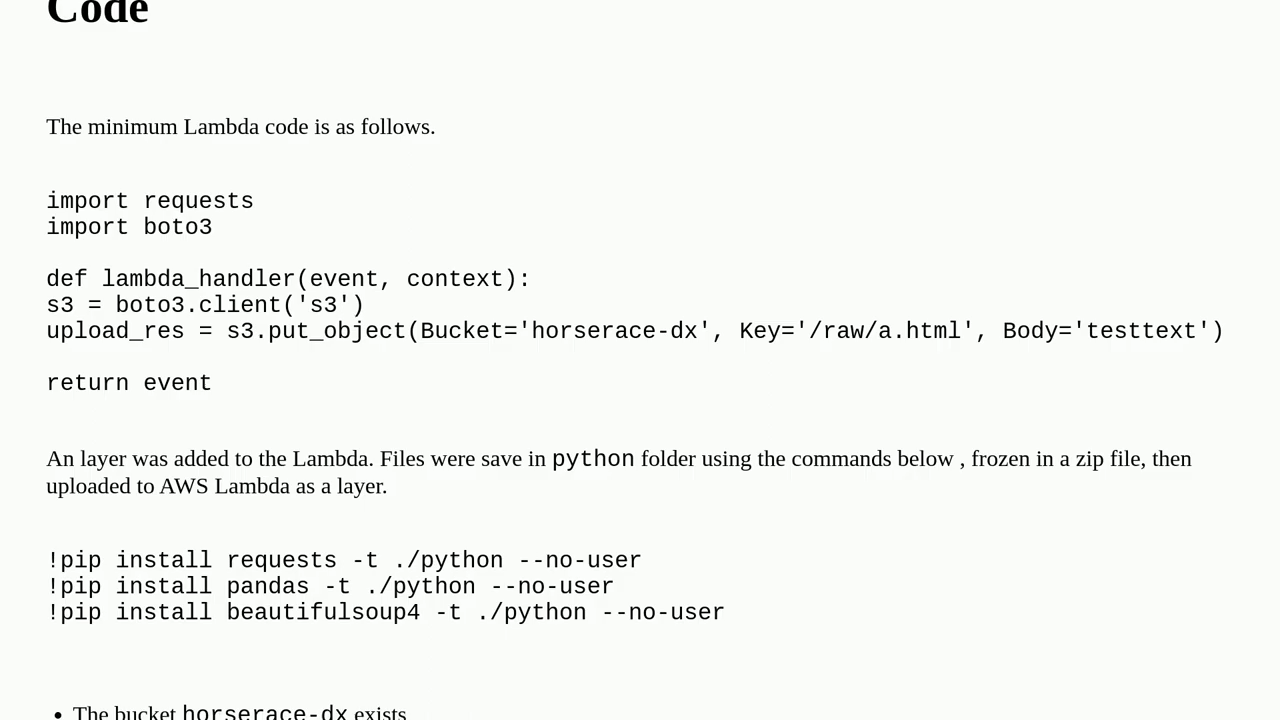 Code
The minimum Lambda code is as follows.
import requests
import boto3
def lambda_handler(event, context):
s3 = boto3.client('s3')
upload_res = s3.put_object(Bucket='horserace-dx', Key='/raw/a.html', Body='testtext')
return event
An layer was added to the Lambda. Files were save in python folder using the commands below , frozen in a zip file, then
uploaded to AWS Lambda as a layer.
!pip install requests -t ./python --no-user
!pip install pandas -t ./python --no-user
!pip install beautifulsoup4 -t ./python --no-user
• The bucket horserace-dx exists